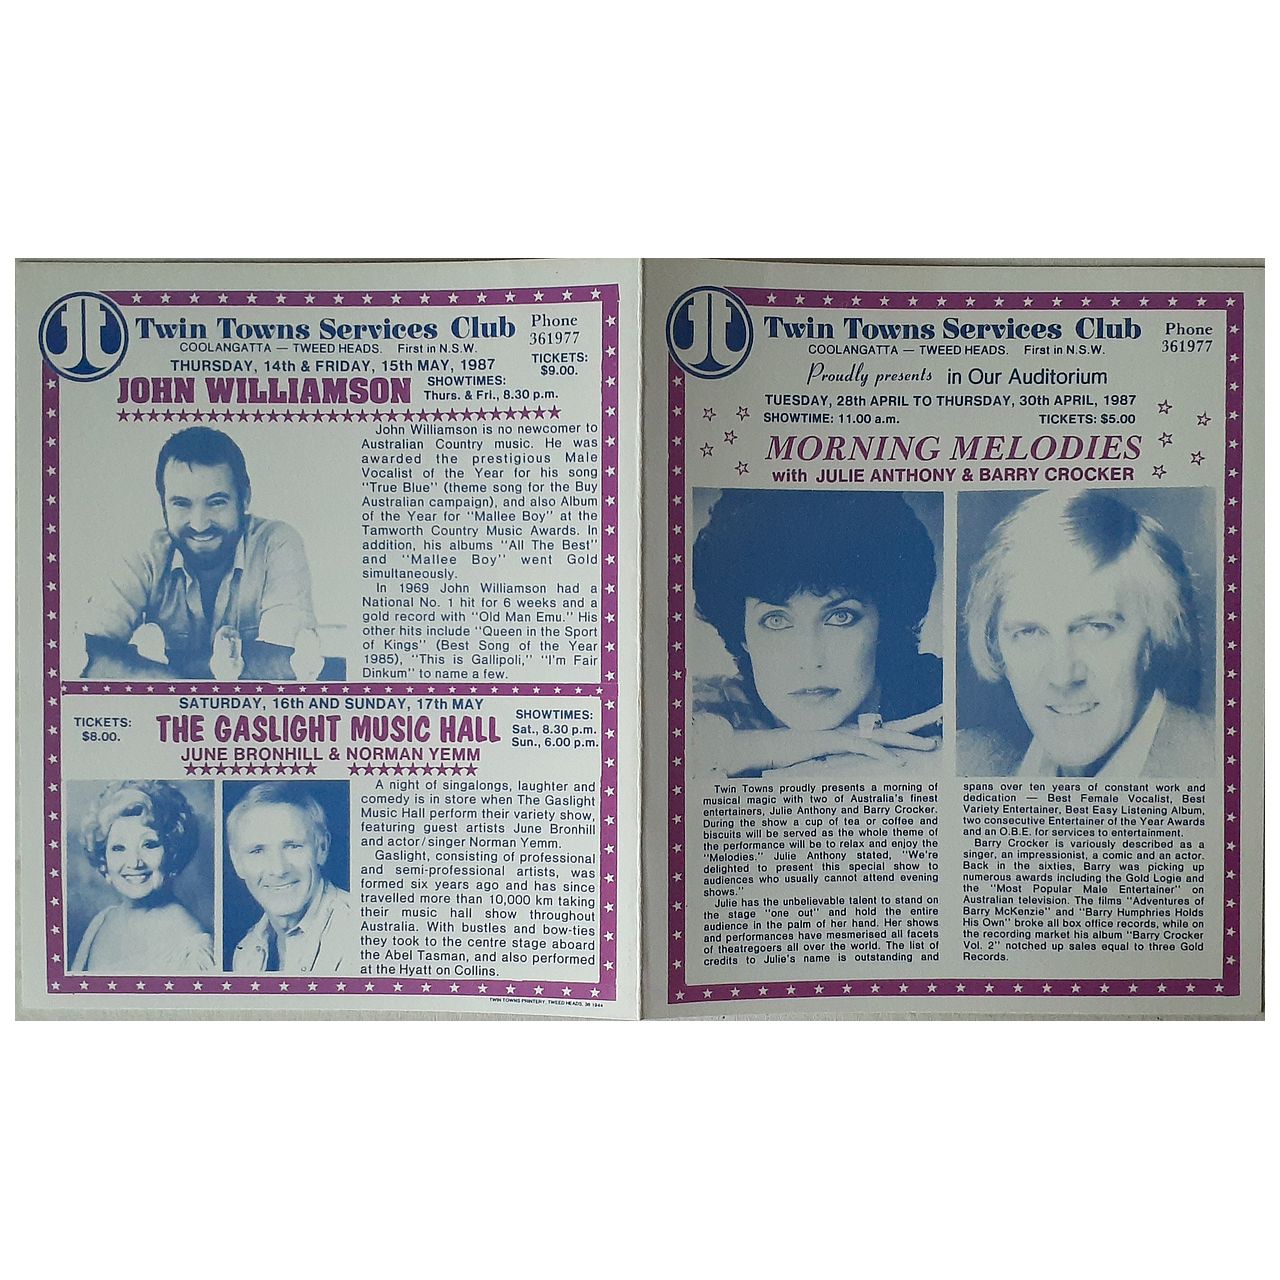 Twin Towns Services Club
Phone
361977
COOLANGATTA — TWEED HEADS. First in N.S.W.
THURSDAY, 14th & FRIDAY, 15th MAY, 1987
TICKETS:
$9.00.
JOHN WILLIAMSON
SHOWTIMES:
Thurs. & Fri., 8.30 p.m.
John Williamson is no newcomer to
Australian Country music. He was
awarded the prestigious Male
Vocalist of the Year for his song
"True Blue" (theme song for the Buy
Australian campaign), and also Album
of the Year for "Mallee Boy" at the
Tamworth Country Music Awards. In
addition, his albums "All The Best"
and "Mallee Boy" went Gold
simultaneously.
In 1969 John Williamson had a
National No. 1 hit for 6 weeks and a
gold record with "Old Man Emu." His
other hits include "Queen in the Sport
of Kings" (Best Song of the Year
1985), "This is Gallipoli," "I'm Fair
Dinkum" to name a few.
SATURDAY, 16th AND SUNDAY, 17th MAY
TICKETS:
$8.00.
THE GASLIGHT MUSIC HALL
SHOWTIMES:
Sat., 8.30 p.m.
Sun., 6.00 p.m.
JUNE BRONHILL & NORMAN YEMM
A night of singalongs, laughter and
comedy is in store when The Gaslight
Music Hall perform their variety show,
featuring guest artists June Bronhill
and actor/singer Norman Yemm.
Gaslight, consisting of professional
and semi-professional artists, was
formed six years ago and has since
travelled more than 10,000 km taking
their music hall show throughout
Australia. With bustles and bow-ties
they took to the centre stage aboard
the Abel Tasman, and also performed
at the Hyatt on Collins.
TWIN TOWNS PRINTERY, TWEED HEADS, 36 1944
Twin Towns Services Club
Phone
361977
COOLANGATTA — TWEED HEADS. First in N.S.W.
Proudly presents in Our Auditorium
TUESDAY, 28th APRIL TO THURSDAY, 30th APRIL, 1987
SHOWTIME: 11.00 a.m. TICKETS: $5.00
MORNING MELODIES
with JULIE ANTHONY & BARRY CROCKER
Twin Towns proudly presents a morning of
musical magic with two of Australia's finest
entertainers, Julie Anthony and Barry Crocker.
During the show a cup of tea or coffee and
biscuits will be served as the whole theme of
the performance will be to relax and enjoy the
"Melodies." Julie Anthony stated, "We're
delighted to present this special show to
audiences who usually cannot attend evening
shows."
Julie has the unbelievable talent to stand on
the stage "one out" and hold the entire
audience in the palm of her hand. Her shows
and performances have mesmerised all facets
of theatregoers all over the world. The list of
credits to Julie's name is outstanding and
spans over ten years of constant work and
dedication — Best Female Vocalist, Best
Variety Entertainer, Best Easy Listening Album,
two consecutive Entertainer of the Year Awards
and an O.B.E. for services to entertainment.
Barry Crocker is variously described as a
singer, an impressionist, a comic and an actor.
Back in the sixties, Barry was picking up
numerous awards including the Gold Logie and
the "Most Popular Male Entertainer" on
Australian television. The films "Adventures of
Barry McKenzie" and "Barry Humphries Holds
His Own" broke all box office records, while on
the recording market his album "Barry Crocker
Vol. 2" notched up sales equal to three Gold
Records.